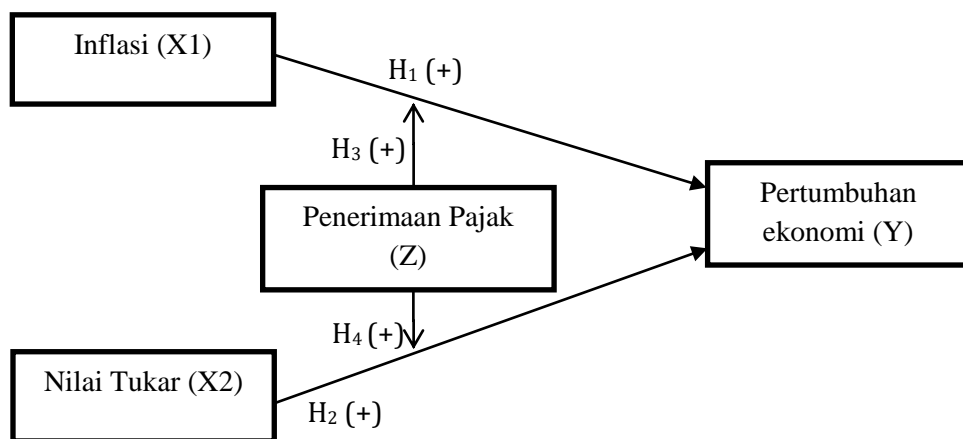 Inflasi (X1)
H₁ (+)
H₃ (+)
Penerimaan Pajak
(Z)
Pertumbuhan
ekonomi (Y)
H₄ (+)
Nilai Tukar (X2)
H₂ (+)